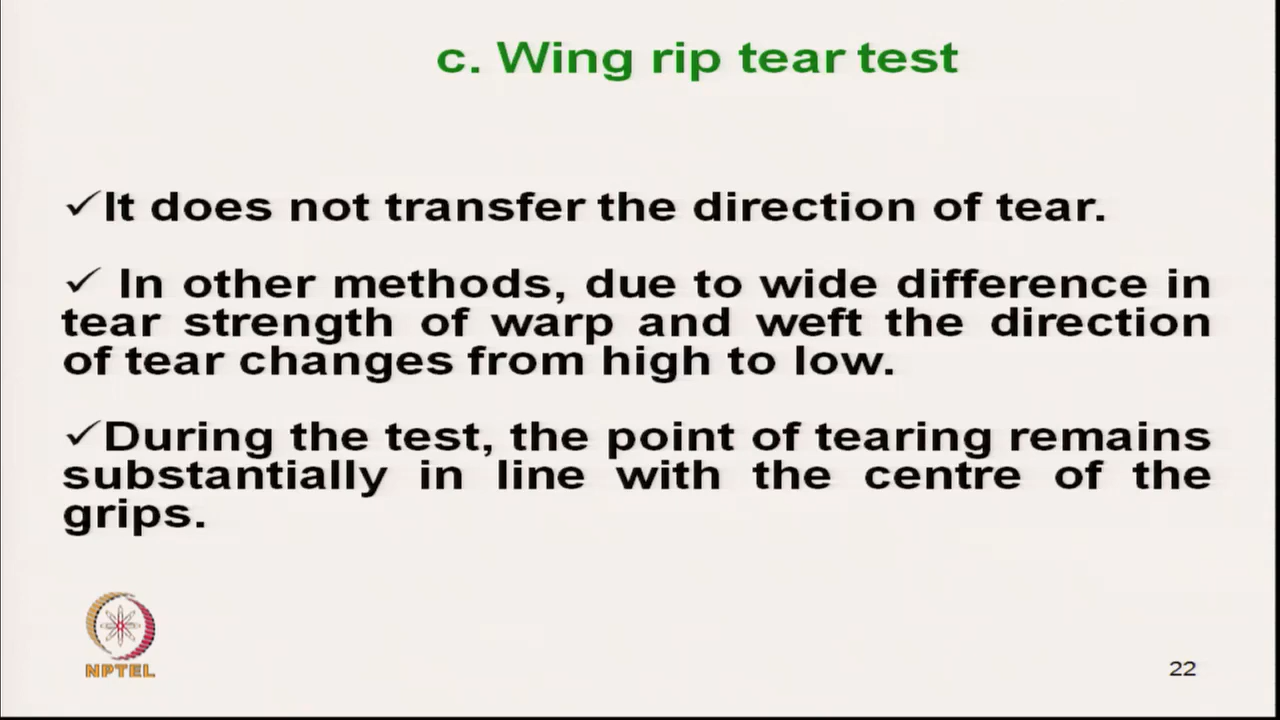 c. Wing rip tear test
✓It does not transfer the direction of tear.
✓ In other methods, due to wide difference in
tear strength of warp and weft the direction
of tear changes from high to low.
✓During the test, the point of tearing remains
substantially in line with the centre of the
grips.
NPTEL
22